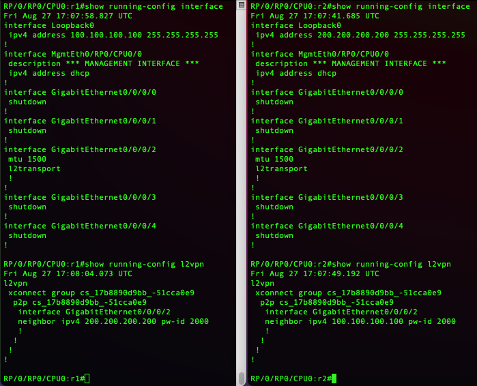 RP/0/RP0/CPU0:r1#show running-config interface
Fri Aug 27 17:07:58.827 UTC
interface Loopback0
 ipv4 address 100.100.100.100 255.255.255.255
!
interface MgmtEth0/RP0/CPU0/0
 description *** MANAGEMENT INTERFACE ***
 ipv4 address dhcp
!
interface GigabitEthernet0/0/0/0
 shutdown
!
interface GigabitEthernet0/0/0/1
 shutdown
!
interface GigabitEthernet0/0/0/2
 mtu 1500
 l2transport
 !
!
interface GigabitEthernet0/0/0/3
 shutdown
!
interface GigabitEthernet0/0/0/4
 shutdown
!
RP/0/RP0/CPU0:r1#show running-config l2vpn
Fri Aug 27 17:08:04.073 UTC
l2vpn
 xconnect group cs_17b8890d9bb_-51cca0e9
  p2p cs_17b8890d9bb_-51cca0e9
   interface GigabitEthernet0/0/0/2
   neighbor ipv4 200.200.200.200 pw-id 2000
   !
  !
 !
!
RP/0/RP0/CPU0:r1#
RP/0/RP0/CPU0:r2#show running-config interface
Fri Aug 27 17:07:41.685 UTC
interface Loopback0
 ipv4 address 200.200.200.200 255.255.255.255
!
interface MgmtEth0/RP0/CPU0/0
 description *** MANAGEMENT INTERFACE ***
 ipv4 address dhcp
!
interface GigabitEthernet0/0/0/0
 shutdown
!
interface GigabitEthernet0/0/0/1
 shutdown
!
interface GigabitEthernet0/0/0/2
 mtu 1500
 l2transport
 !
!
interface GigabitEthernet0/0/0/3
 shutdown
!
interface GigabitEthernet0/0/0/4
 shutdown
!
RP/0/RP0/CPU0:r2#show running-config l2vpn
Fri Aug 27 17:07:49.192 UTC
l2vpn
 xconnect group cs_17b8890d9bb_-51cca0e9
  p2p cs_17b8890d9bb_-51cca0e9
   interface GigabitEthernet0/0/0/2
   neighbor ipv4 100.100.100.100 pw-id 2000
   !
  !
 !
!
RP/0/RP0/CPU0:r2#